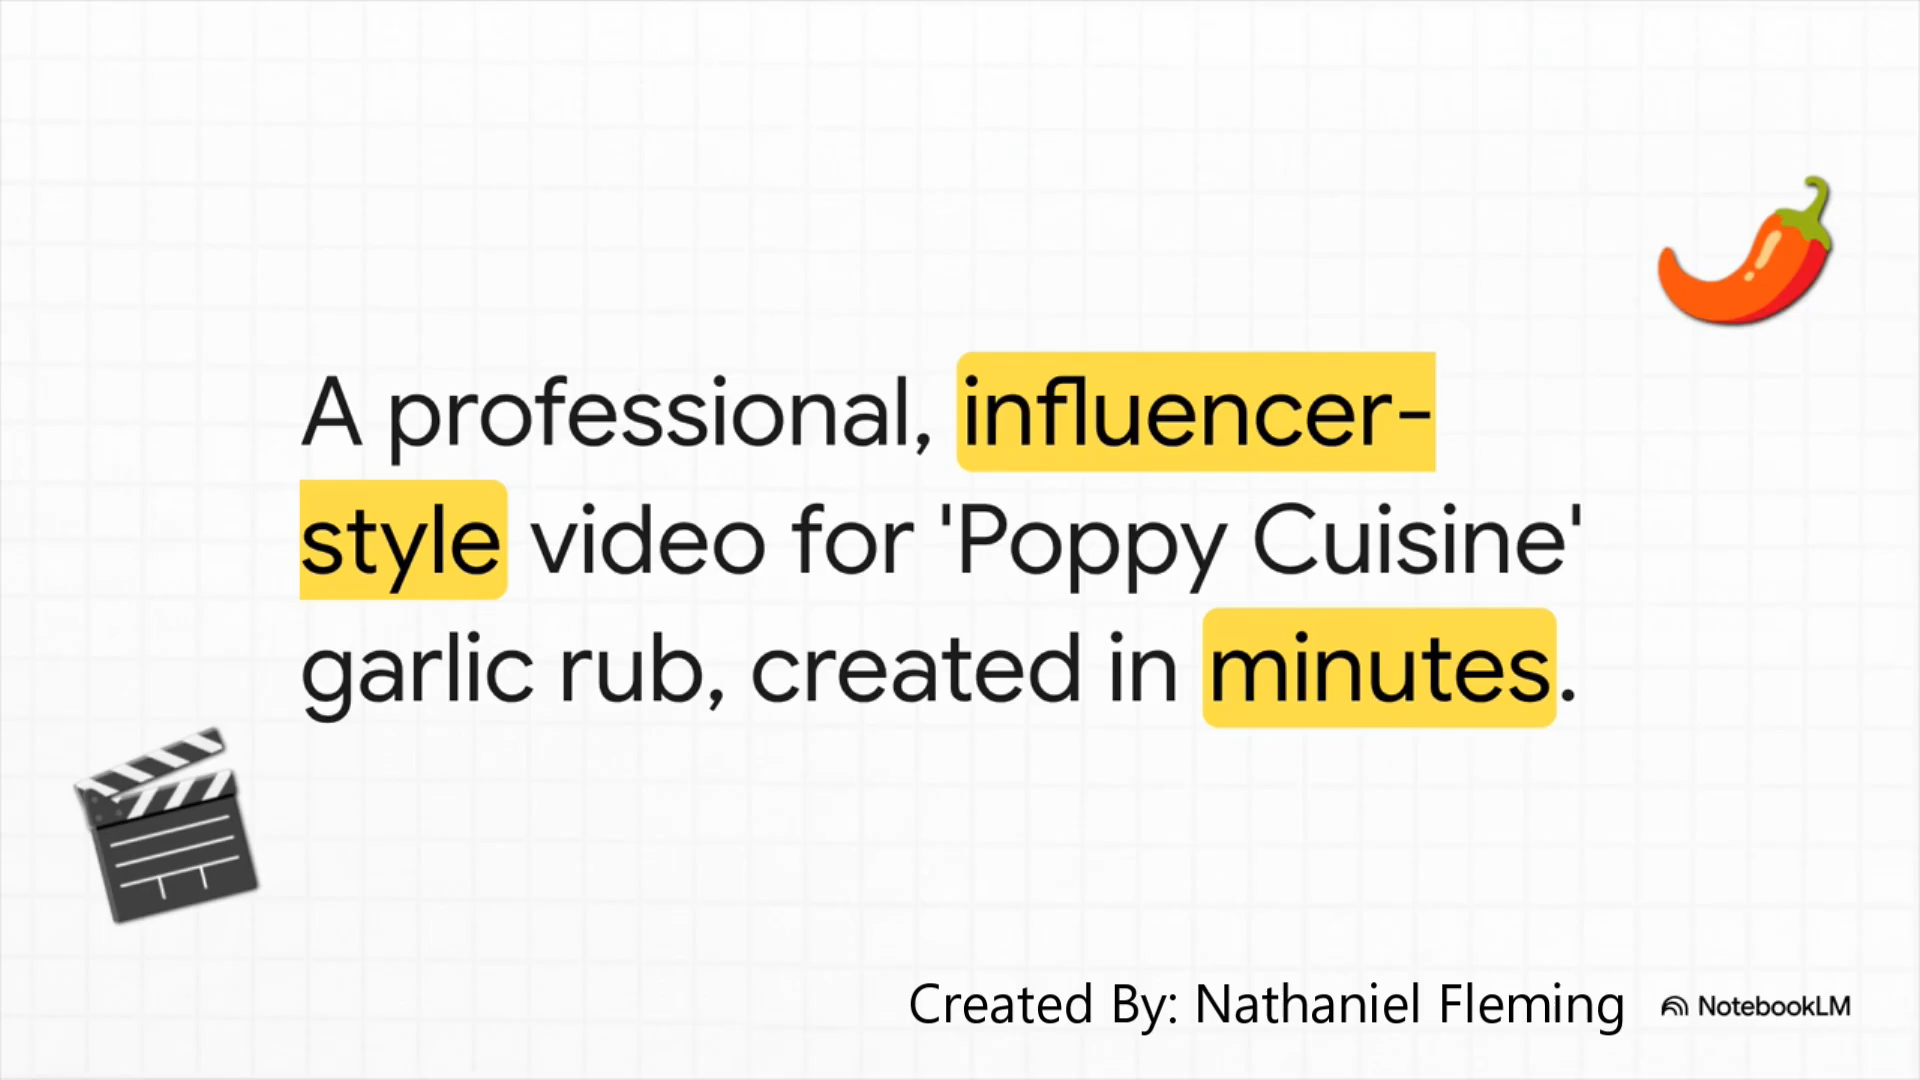 A professional, influencer-
style video for 'Poppy Cuisine'
garlic rub, created in minutes.
Created By: Nathaniel Fleming
NotebookLM